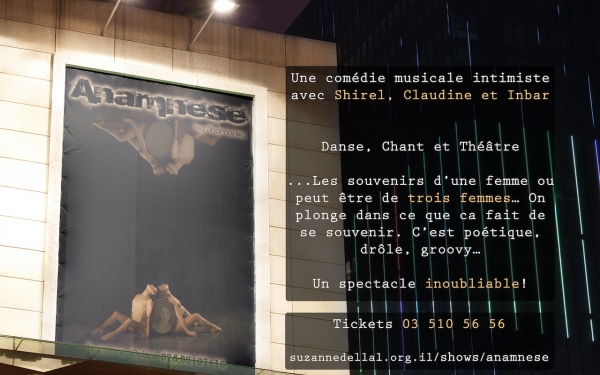 Anamnese
Une comédie musicale intimiste
avec Shirel, Claudine et Inbar
Danse, Chant et Théâtre
...Les souvenirs d'une femme ou
peut être de trois femmes… On
plonge dans ce que ca fait de
se souvenir. C'est poétique,
drôle, groovy…
Un spectacle inoubliable!
Tickets 03 510 56 56
suzannedellal.org.il/shows/anamnese